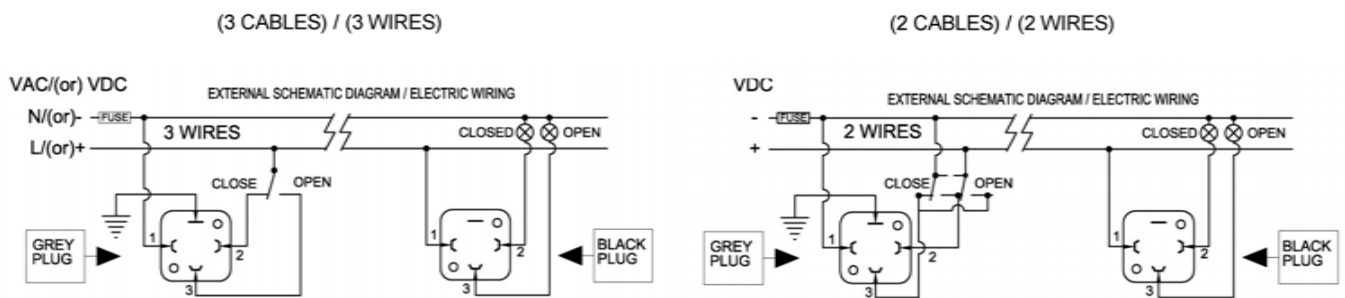 (3 CABLES) / (3 WIRES)
VAC/(or) VDC
EXTERNAL SCHEMATIC DIAGRAM / ELECTRIC WIRING
N/(or)-
FUSE
3 WIRES
CLOSED
OPEN
L/(or)+
CLOSE
OPEN
GREY
PLUG
1
2
3
1
2
3
BLACK
PLUG
(2 CABLES) / (2 WIRES)
VDC
EXTERNAL SCHEMATIC DIAGRAM / ELECTRIC WIRING
-
FUSE
2 WIRES
CLOSED
OPEN
+
CLOSE
OPEN
GREY
PLUG
1
2
3
1
2
3
BLACK
PLUG